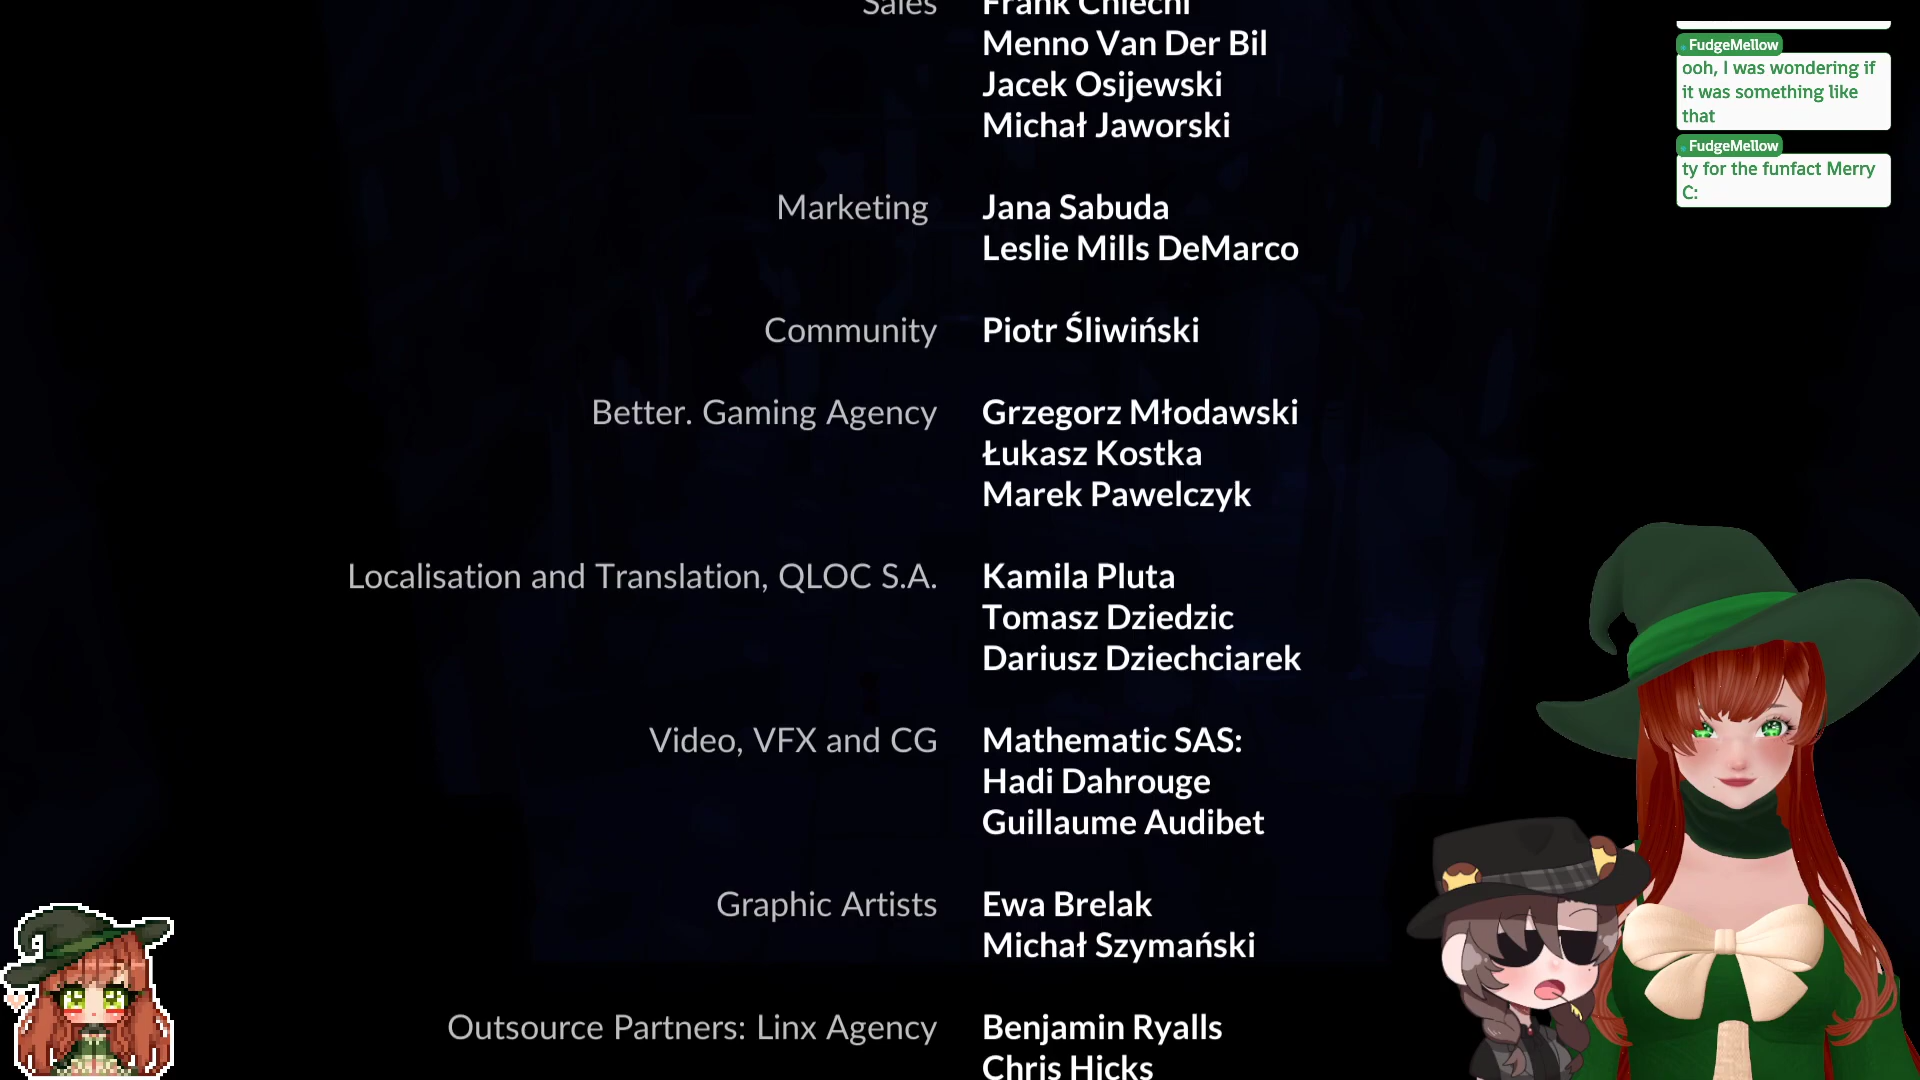 Sales Frank Chiechi
Menno Van Der Bil
Jacek Osijewski
Michał Jaworski
Marketing Jana Sabuda
Leslie Mills DeMarco
Community Piotr Śliwiński
Better. Gaming Agency Grzegorz Młodawski
Łukasz Kostka
Marek Pawelczyk
Localisation and Translation, QLOC S.A. Kamila Pluta
Tomasz Dziedzic
Dariusz Dziechciarek
Video, VFX and CG Mathematic SAS:
Hadi Dahrouge
Guillaume Audibet
Graphic Artists Ewa Brelak
Michał Szymański
Outsource Partners: Linx Agency Benjamin Ryalls
Chris Hicks
FudgeMellow
ooh, I was wondering if
it was something like
that
FudgeMellow
ty for the funfact Merry
C: